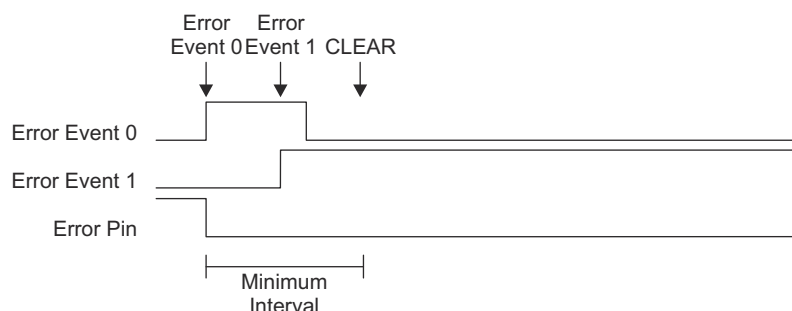 Error Error
Event 0 Event 1 CLEAR
Error Event 0
Error Event 1
Error Pin
Minimum
Interval